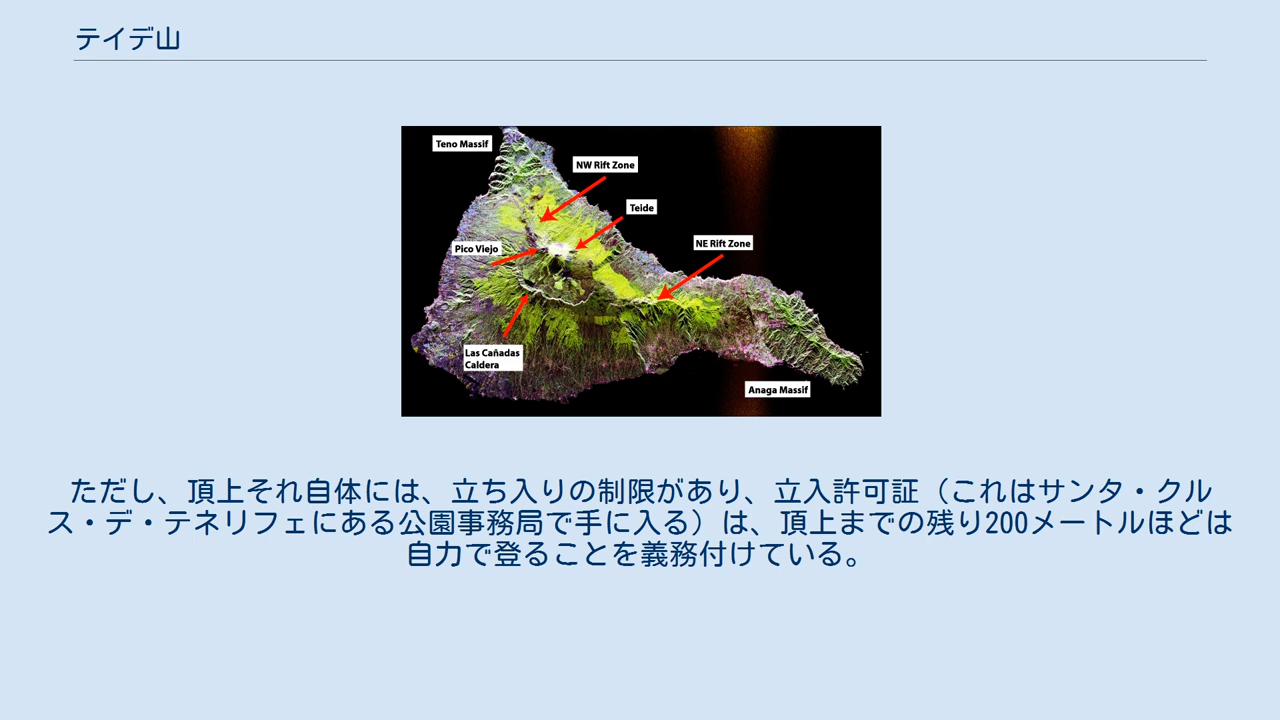 テイデ山
Teno Massif
NW Rift Zone
Teide
NE Rift Zone
Pico Viejo
Las Cañadas
Caldera
Anaga Massif
ただし、頂上それ自体には、立ち入りの制限があり、立入許可証（これはサンタ・クル
ス・デ・テネリフェにある公園事務局で手に入る）は、頂上までの残り200メートルほどは
自力で登ることを義務付けている。